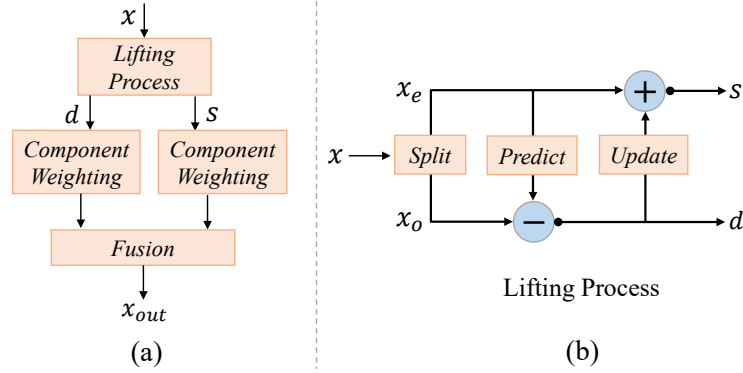 x
Lifting
Process
d
s
Component
Weighting
Component
Weighting
Fusion
x_out
(a)
x_e
+
s
x
Split
Predict
Update
x_o
−
d
Lifting Process
(b)